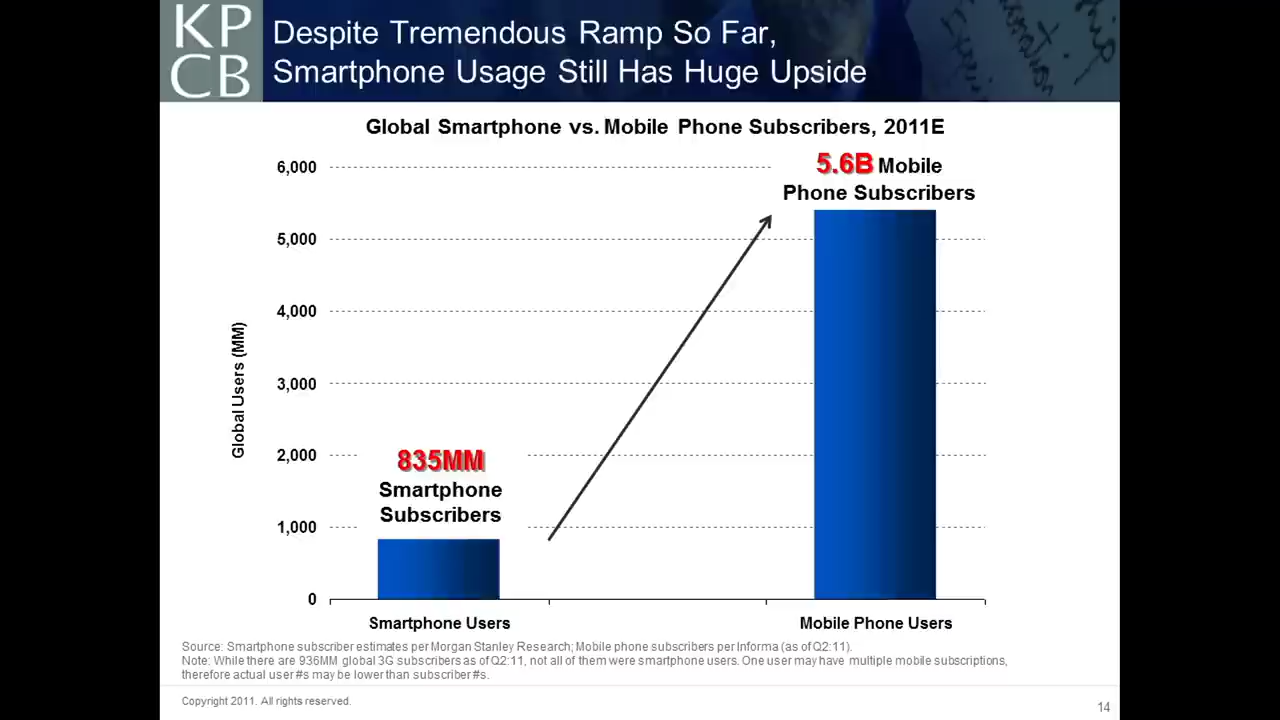 KP
CB
Despite Tremendous Ramp So Far,
Smartphone Usage Still Has Huge Upside
Global Smartphone vs. Mobile Phone Subscribers, 2011E
6,000
5,000
4,000
3,000
2,000
1,000
0
Global Users (MM)
835MM
Smartphone
Subscribers
5.6B Mobile
Phone Subscribers
Smartphone Users
Mobile Phone Users
Source: Smartphone subscriber estimates per Morgan Stanley Research; Mobile phone subscribers per Informa (as of Q2:11).
Note: While there are 936MM global 3G subscribers as of Q2:11, not all of them were smartphone users. One user may have multiple mobile subscriptions,
therefore actual user #s may be lower than subscriber #s.
Copyright 2011. All rights reserved.
14